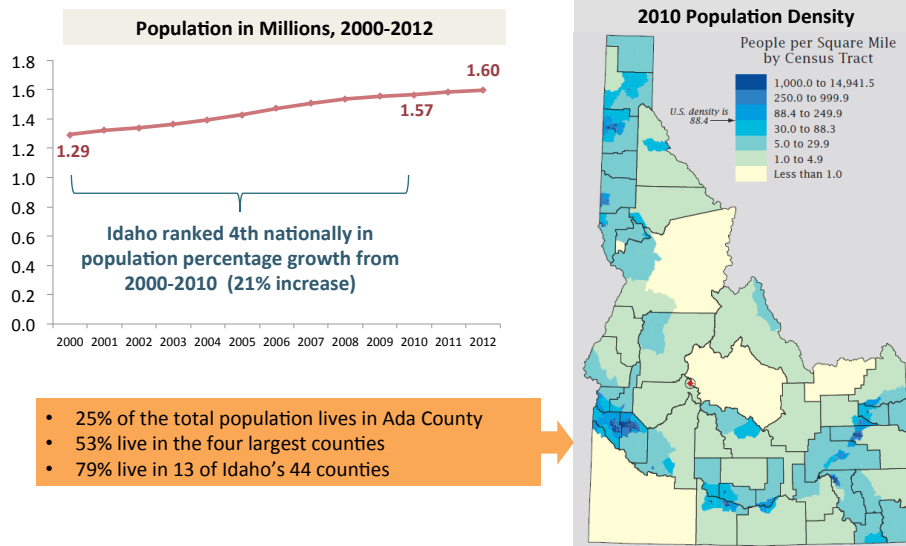 Population in Millions, 2000-2012
1.8
1.6
1.4
1.2
1.0
0.8
0.6
0.4
0.2
0.0
1.29
1.57
1.60
Idaho ranked 4th nationally in
population percentage growth from
2000-2010 (21% increase)
2000 2001 2002 2003 2004 2005 2006 2007 2008 2009 2010 2011 2012
• 25% of the total population lives in Ada County
• 53% live in the four largest counties
• 79% live in 13 of Idaho's 44 counties
2010 Population Density
People per Square Mile
by Census Tract
U.S. density is
88.4
1,000.0 to 14,941.5
250.0 to 999.9
88.4 to 249.9
30.0 to 88.3
5.0 to 29.9
1.0 to 4.9
Less than 1.0